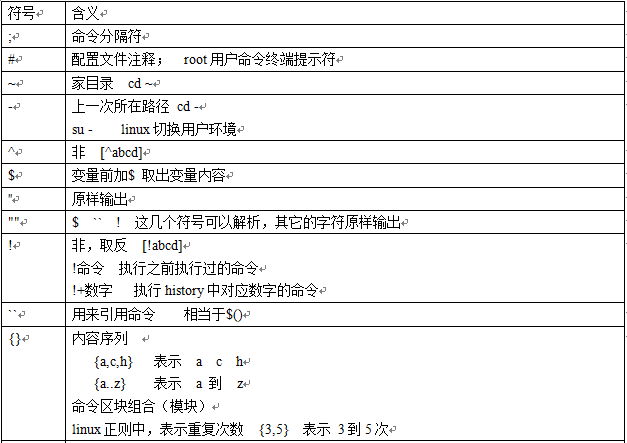 符号 含义
; 命令分隔符
# 配置文件注释； root 用户命令终端提示符
~ 家目录 cd ~
- 上一次所在路径 cd -
su - linux 切换用户环境
^ 非 [^abcd]
$ 变量前加$ 取出变量内容
'' 原样输出
"" $ `` ! 这几个符号可以解析，其它的字符原样输出
! 非，取反 [!abcd]
!命令 执行之前执行过的命令
!+数字 执行 history 中对应数字的命令
`` 用来引用命令 相当于$()
{} 内容序列
{a,c,h} 表示 a c h
{a..z} 表示 a 到 z
命令区块组合（模块）
linux 正则中，表示重复次数 {3,5} 表示 3 到 5 次